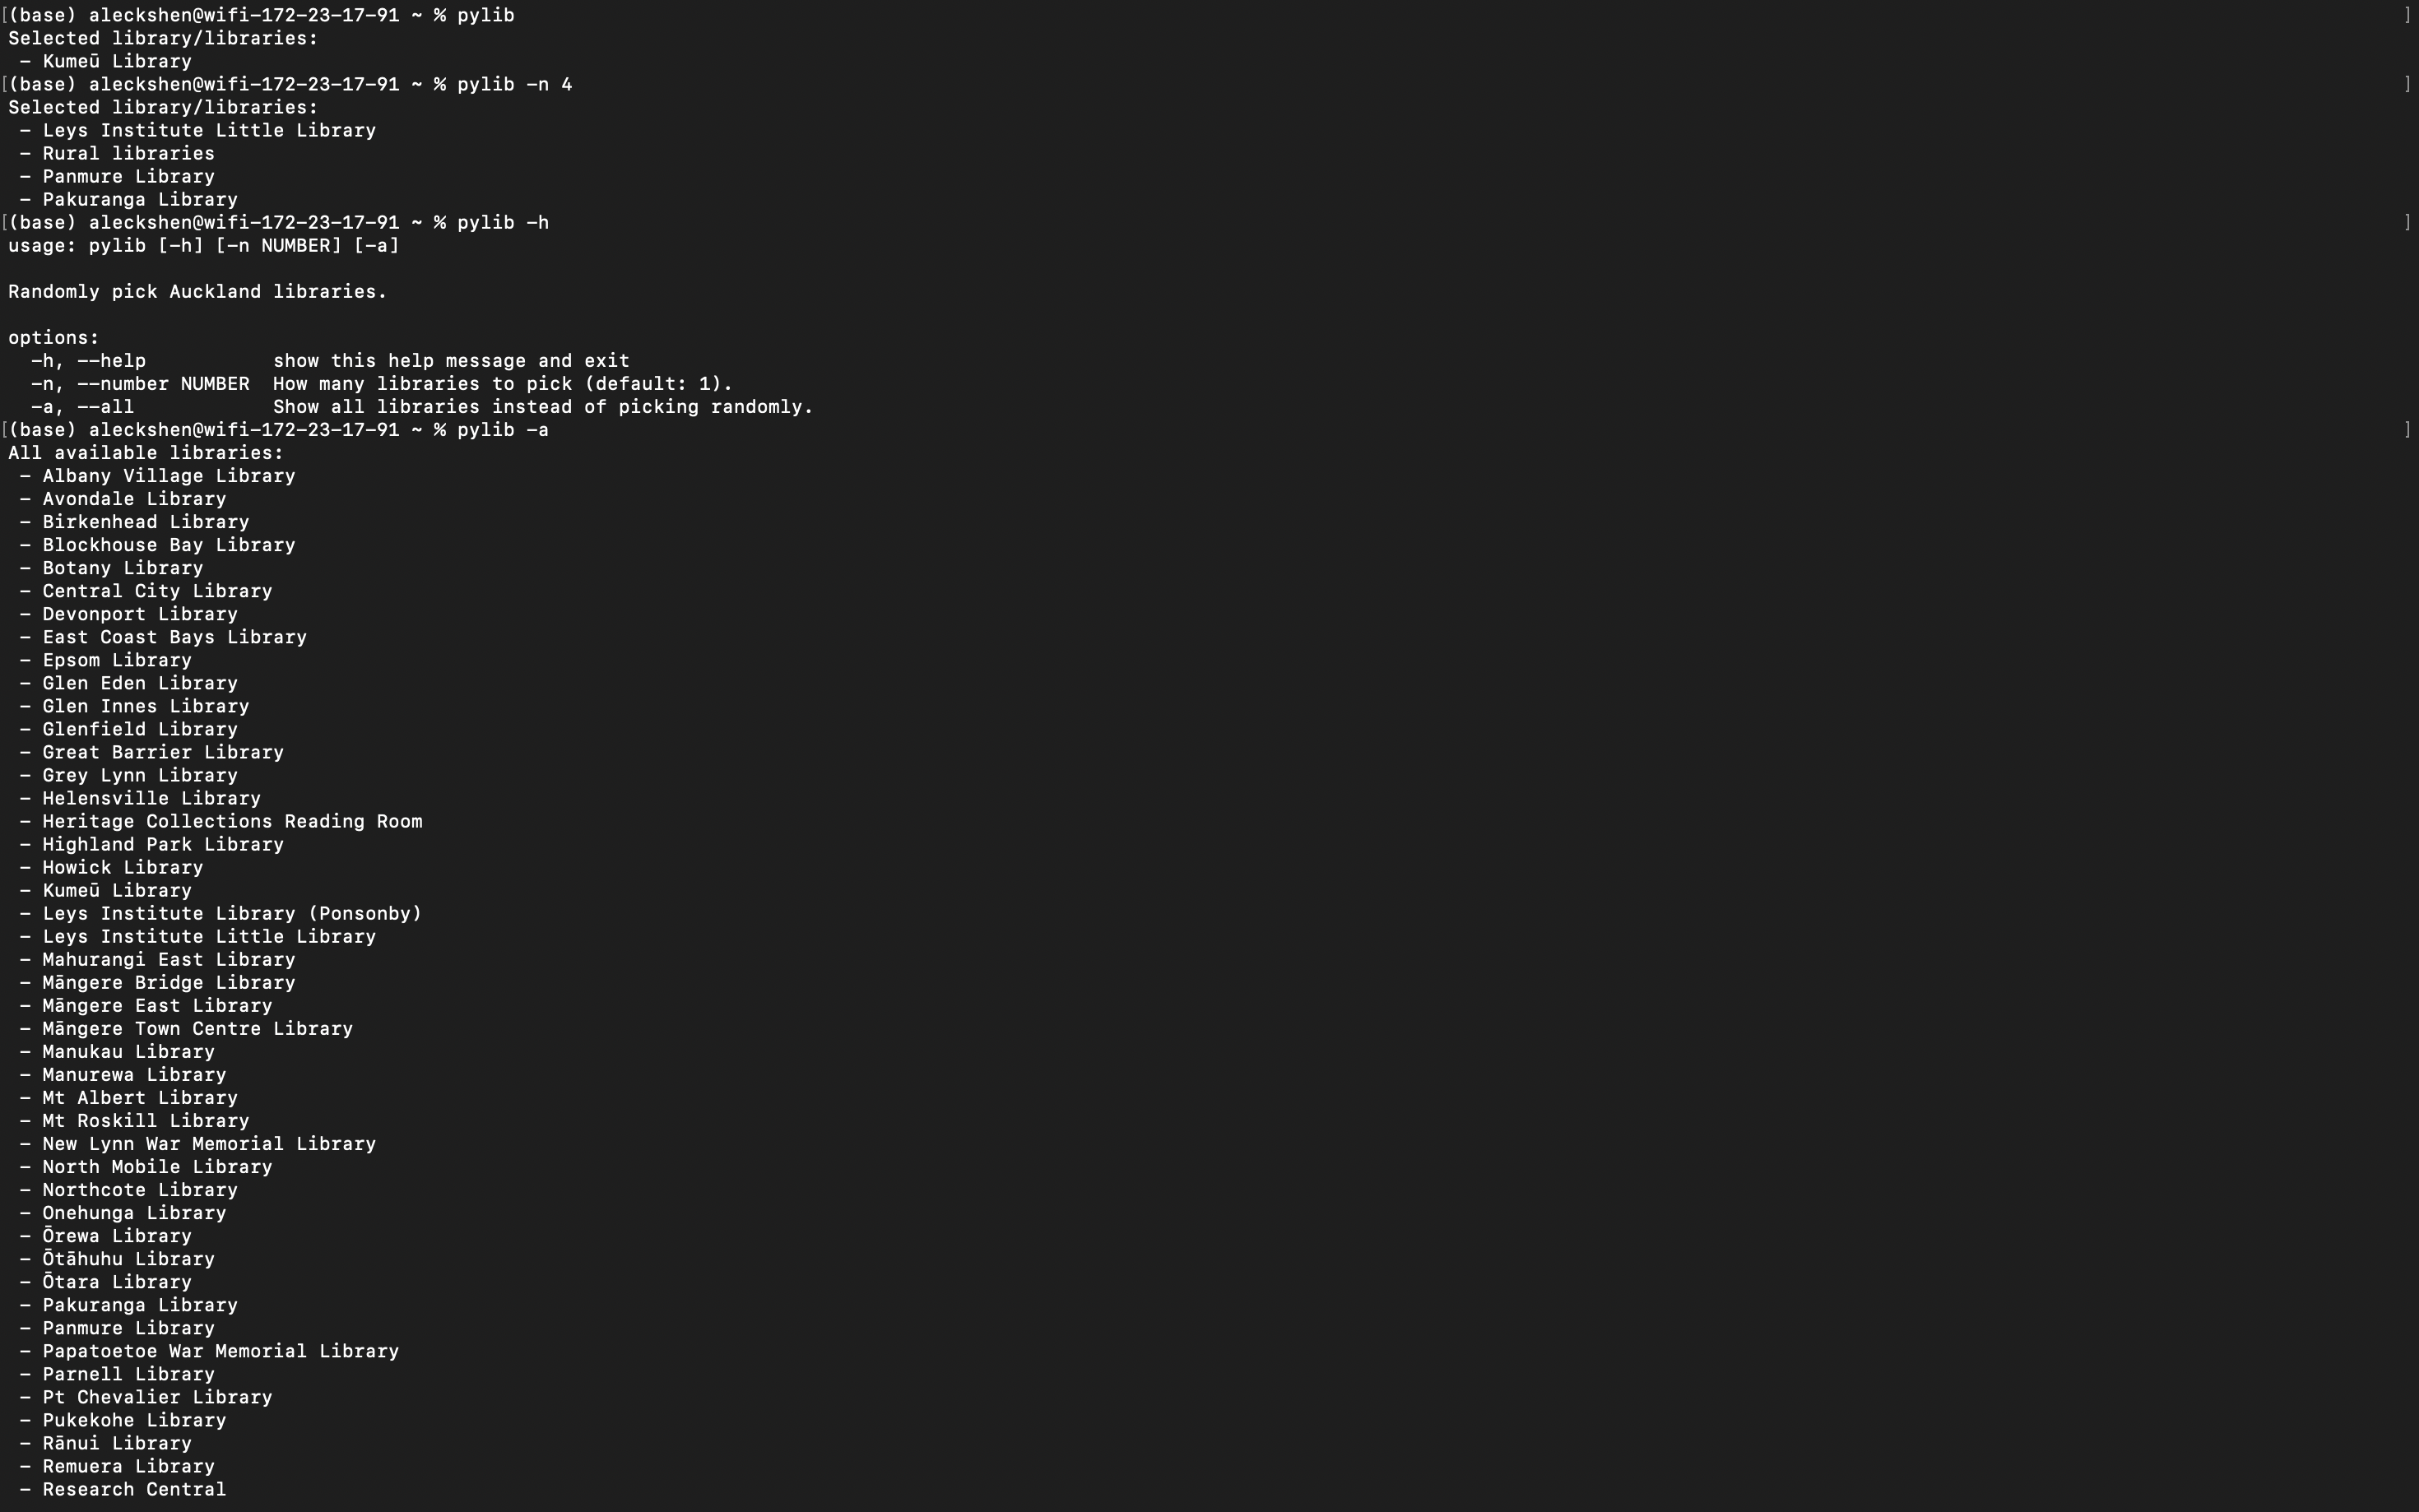 [(base) aleckshen@wifi-172-23-17-91 ~ % pylib ]
Selected library/libraries:
 - Kumeū Library
[(base) aleckshen@wifi-172-23-17-91 ~ % pylib -n 4 ]
Selected library/libraries:
 - Leys Institute Little Library
 - Rural libraries
 - Panmure Library
 - Pakuranga Library
[(base) aleckshen@wifi-172-23-17-91 ~ % pylib -h ]
usage: pylib [-h] [-n NUMBER] [-a]
Randomly pick Auckland libraries.
options:
  -h, --help           show this help message and exit
  -n, --number NUMBER  How many libraries to pick (default: 1).
  -a, --all            Show all libraries instead of picking randomly.
[(base) aleckshen@wifi-172-23-17-91 ~ % pylib -a ]
All available libraries:
 - Albany Village Library
 - Avondale Library
 - Birkenhead Library
 - Blockhouse Bay Library
 - Botany Library
 - Central City Library
 - Devonport Library
 - East Coast Bays Library
 - Epsom Library
 - Glen Eden Library
 - Glen Innes Library
 - Glenfield Library
 - Great Barrier Library
 - Grey Lynn Library
 - Helensville Library
 - Heritage Collections Reading Room
 - Highland Park Library
 - Howick Library
 - Kumeū Library
 - Leys Institute Library (Ponsonby)
 - Leys Institute Little Library
 - Mahurangi East Library
 - Māngere Bridge Library
 - Māngere East Library
 - Māngere Town Centre Library
 - Manukau Library
 - Manurewa Library
 - Mt Albert Library
 - Mt Roskill Library
 - New Lynn War Memorial Library
 - North Mobile Library
 - Northcote Library
 - Onehunga Library
 - Ōrewa Library
 - Ōtāhuhu Library
 - Ōtara Library
 - Pakuranga Library
 - Panmure Library
 - Papatoetoe War Memorial Library
 - Parnell Library
 - Pt Chevalier Library
 - Pukekohe Library
 - Rānui Library
 - Remuera Library
 - Research Central